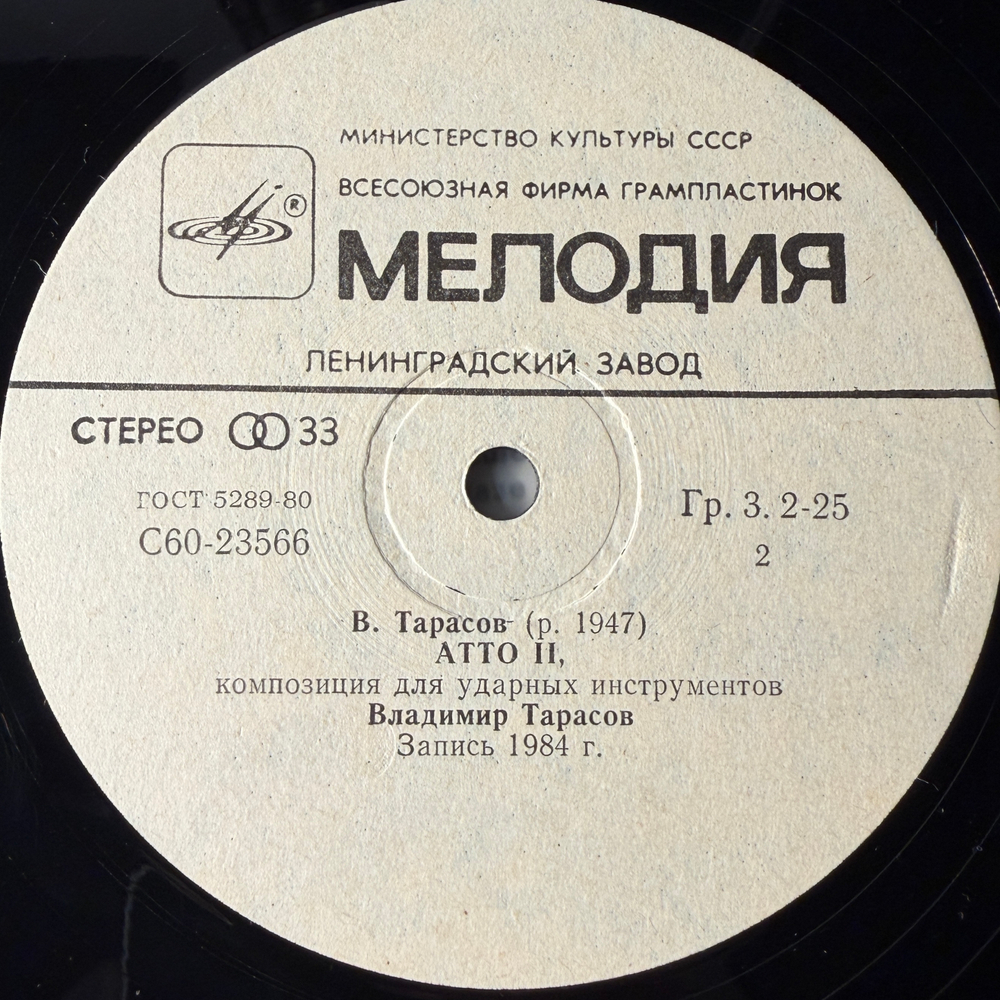 МИНИСТЕРСТВО КУЛЬТУРЫ СССР
ВСЕСОЮЗНАЯ ФИРМА ГРАМПЛАСТИНОК
®
МЕЛОДИЯ
ЛЕНИНГРАДСКИЙ ЗАВОД
СТЕРЕО 33
ГОСТ 5289-80
С60-23566
Гр. 3. 2-25
2
В. Тарасов (р. 1947)
АТТО II,
композиция для ударных инструментов
Владимир Тарасов
Запись 1984 г.